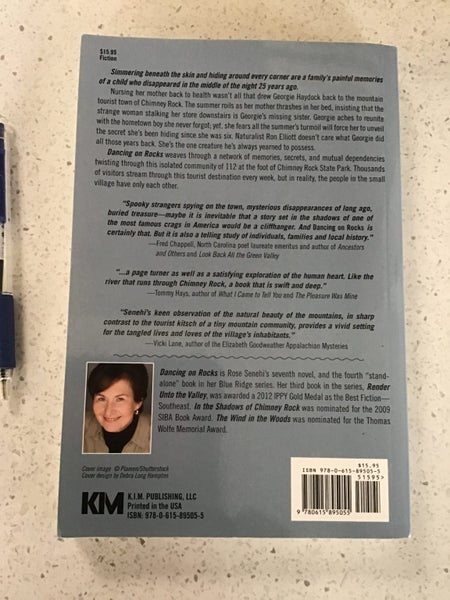 $15.95
Fiction
Simmering beneath the skin and hiding around every corner are a family's painful memories
of a child who disappeared in the middle of the night 25 years ago.
Nursing her mother back to health wasn't all that drew Georgie Haydock back to the mountain
tourist town of Chimney Rock. The summer roils as her mother thrashes in her bed, insisting that the
strange woman stalking her store downstairs is Georgie's missing sister. Georgie aches to reunite
with the hometown boy she never forgot; yet, she fears all the summer's turmoil will force her to unveil
the secret she's been hiding since she was six. Naturalist Ron Elliott doesn't care what Georgie did
all those years back. She's the one creature he's always yearned to possess.
Dancing on Rocks weaves through a network of memories, secrets, and mutual dependencies
twisting through this isolated community of 112 at the foot of Chimney Rock State Park. Thousands
of visitors stream through this tourist destination every week, but in reality, the people in the small
village have only each other.
"Spooky strangers spying on the town, mysterious disappearances of long ago,
buried treasure—maybe it is inevitable that a story set in the shadows of one of
the most famous crags in America would be a cliffhanger. And Dancing on Rocks is
certainly that. But it is also a telling study of individuals, families and local history."
—Fred Chappell, North Carolina poet laureate emeritus and author of Ancestors
and Others and Look Back All the Green Valley
"...a page turner as well as a satisfying exploration of the human heart. Like the
river that runs through Chimney Rock, a book that is swift and deep."
—Tommy Hays, author of What I Came to Tell You and The Pleasure Was Mine
"Senehi's keen observation of the natural beauty of the mountains, in sharp
contrast to the tourist kitsch of a tiny mountain community, provides a vivid setting
for the tangled lives and loves of the village's inhabitants."
—Vicki Lane, author of the Elizabeth Goodweather Appalachian Mysteries
Dancing on Rocks is Rose Senehi's seventh novel, and the fourth "stand-
alone" book in her Blue Ridge series. Her third book in the series, Render
Unto the Valley, was awarded a 2012 IPPY Gold Medal as the Best Fiction—
Southeast. In the Shadows of Chimney Rock was nominated for the 2009
SIBA Book Award. The Wind in the Woods was nominated for the Thomas
Wolfe Memorial Award.
Cover image © Plamen/Shutterstock
Cover design by Debra Long Hampton
KM
K.I.M. PUBLISHING, LLC
Printed in the USA
ISBN: 978-0-615-89505-5
$15.95
ISBN 978-0-615-89505-5
51595>
9 780615 895055